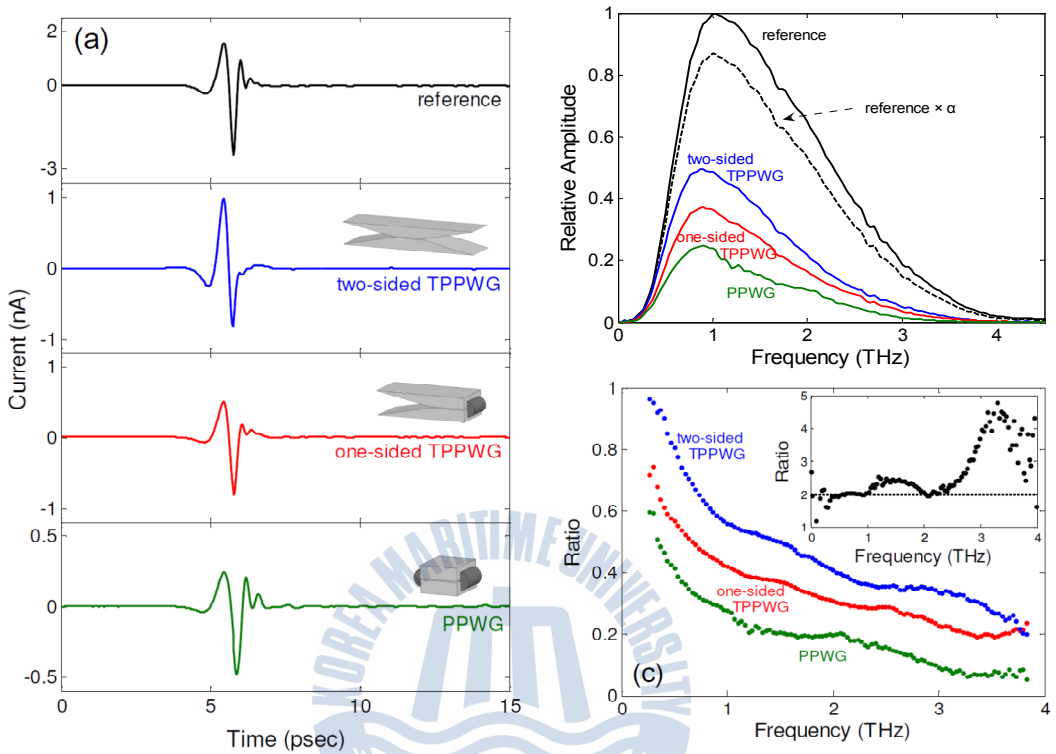 (a)
2
0
-3
reference
1
0
-1
two-sided TPPWG
1
0
-1
one-sided TPPWG
0.5
0
-0.5
PPWG
Current (nA)
0
5
10
15
Time (psec)
1
0.8
0.6
0.4
0.2
0
Relative Amplitude
reference
reference × α
two-sided
TPPWG
one-sided
TPPWG
PPWG
0
1
2
3
4
Frequency (THz)
1
0.8
0.6
0.4
0.2
0
Ratio
two-sided
TPPWG
one-sided
TPPWG
PPWG
(c)
0
1
2
3
4
Frequency (THz)
5
4
3
2
1
Ratio
0
1
2
3
4
Frequency (THz)
KOREA MARITIME UNIVERSITY